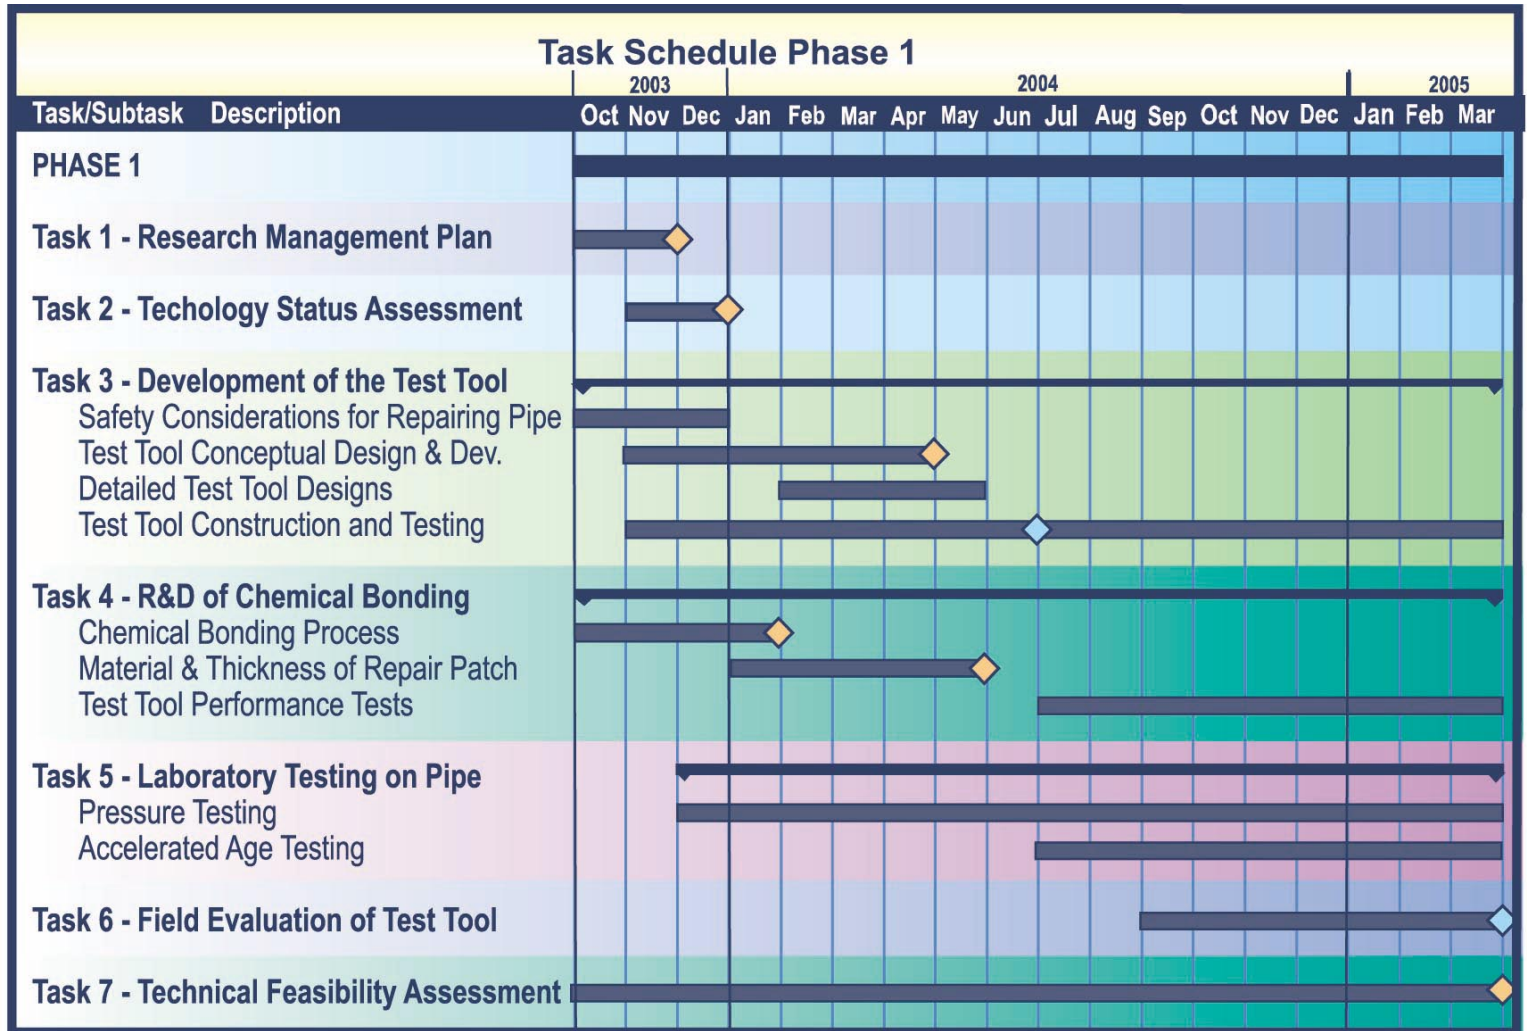 Task Schedule Phase 1
2003 2004 2005
Task/Subtask Description Oct Nov Dec Jan Feb Mar Apr May Jun Jul Aug Sep Oct Nov Dec Jan Feb Mar
PHASE 1
Task 1 - Research Management Plan
Task 2 - Techology Status Assessment
Task 3 - Development of the Test Tool
Safety Considerations for Repairing Pipe
Test Tool Conceptual Design & Dev.
Detailed Test Tool Designs
Test Tool Construction and Testing
Task 4 - R&D of Chemical Bonding
Chemical Bonding Process
Material & Thickness of Repair Patch
Test Tool Performance Tests
Task 5 - Laboratory Testing on Pipe
Pressure Testing
Accelerated Age Testing
Task 6 - Field Evaluation of Test Tool
Task 7 - Technical Feasibility Assessment